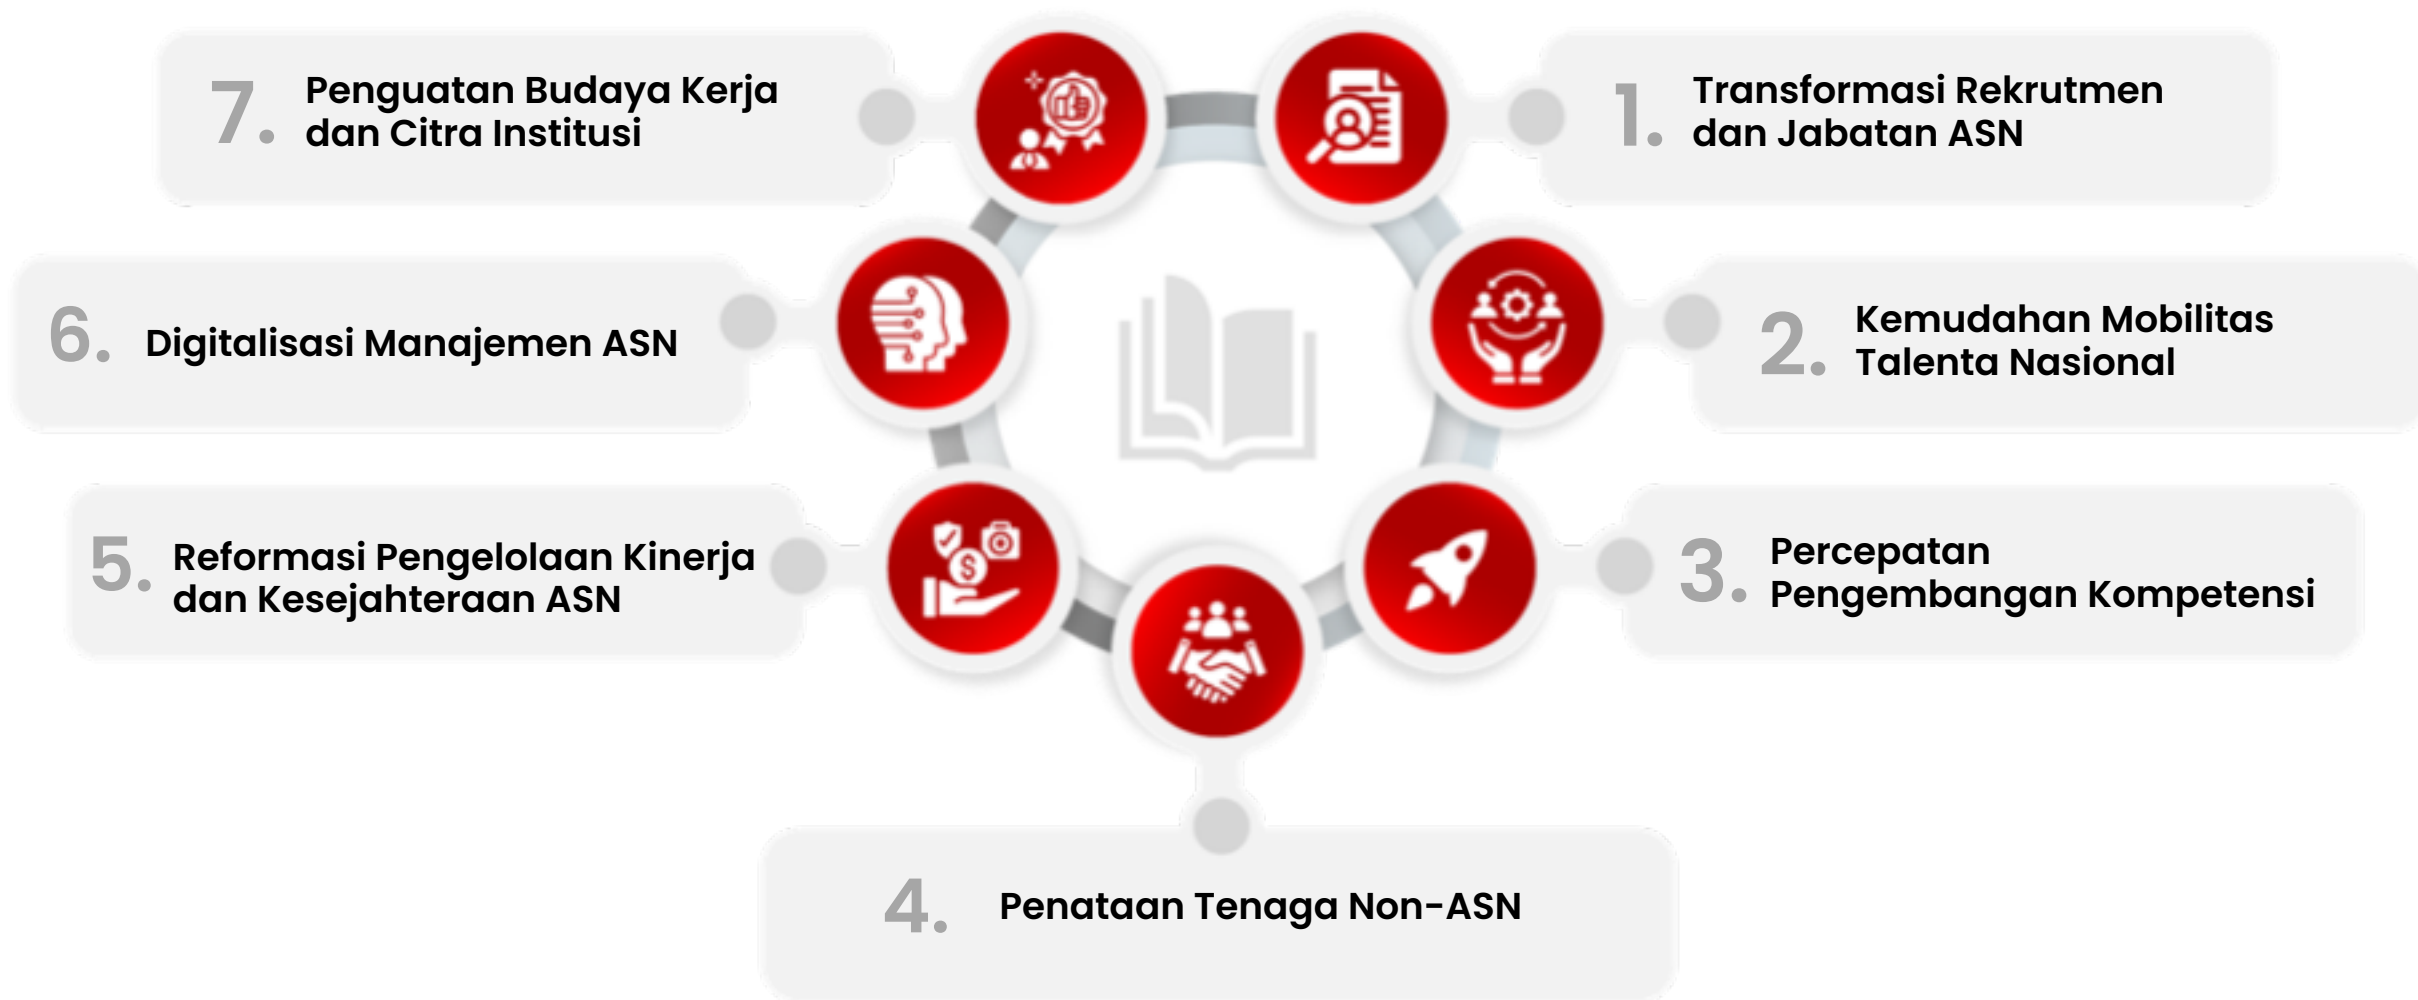 1. Transformasi Rekrutmen
dan Jabatan ASN
2. Kemudahan Mobilitas
Talenta Nasional
3. Percepatan
Pengembangan Kompetensi
4. Penataan Tenaga Non-ASN
5. Reformasi Pengelolaan Kinerja
dan Kesejahteraan ASN
6. Digitalisasi Manajemen ASN
7. Penguatan Budaya Kerja
dan Citra Institusi
$